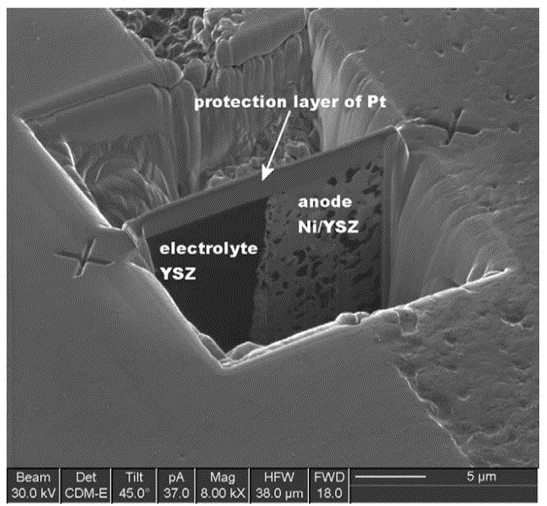 protection layer of Pt
anode
Ni/YSZ
electrolyte
YSZ
Beam Det Tilt pA Mag HFW FWD 5 µm
30.0 kV CDM-E 45.0° 37.0 8.00 kX 38.0 µm 18.0